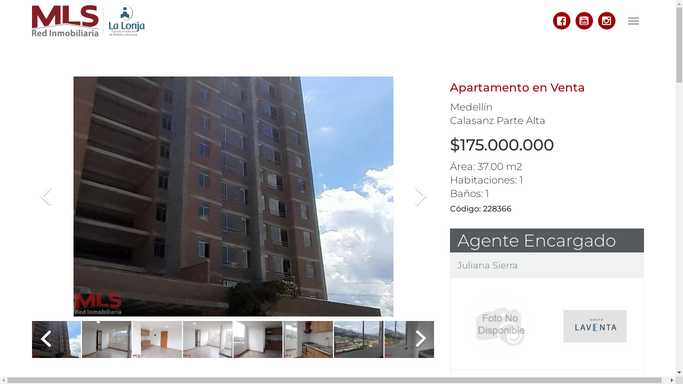 MLS
Red Inmobiliaria
La Lonja
Apartamento en Venta
Medellín
Calasanz Parte Alta
$175.000.000
Área: 37.00 m2
Habitaciones: 1
Baños: 1
Código: 228366
Agente Encargado
Juliana Sierra
Foto No
Disponible
LAVENTA
MLS
Red Inmobiliaria